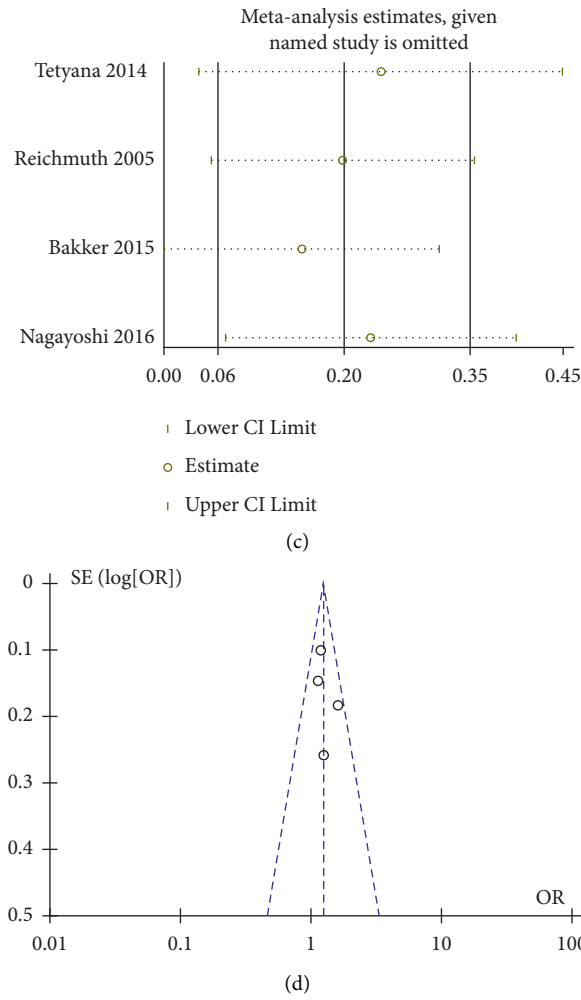 Meta-analysis estimates, given
named study is omitted
Tetyana 2014
Reichmuth 2005
Bakker 2015
Nagayoshi 2016
0.00 0.06 0.20 0.35 0.45
Lower CI Limit
Estimate
Upper CI Limit
(c)
SE (log[OR])
0
0.1
0.2
0.3
0.4
0.5
OR
0.01 0.1 1 10 100
(d)